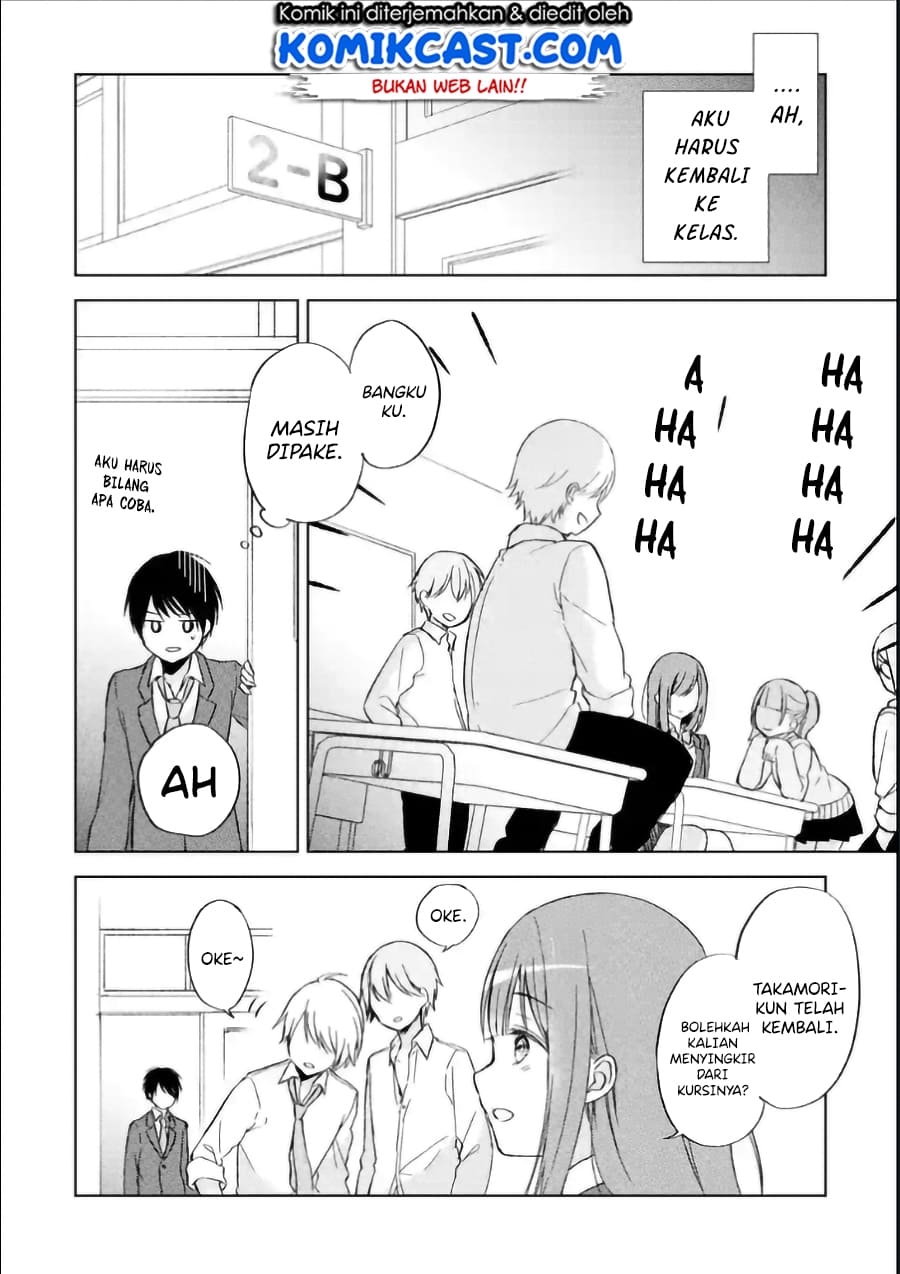 Komik ini diterjemahkan & diedit oleh
KOMIKCAST.COM
BUKAN WEB LAIN!!
....
AH,
AKU
HARUS
KEMBALI
KE
KELAS.
2-B
HA
HA
HA
HA
A
HA
HA
HA
BANGKU
KU.
MASIH
DIPAKE.
AKU HARUS
BILANG
APA COBA.
AH
TAKAMORI-
KUN TELAH
KEMBALI.
BOLEHKAH
KALIAN
MENYINGKIR
DARI
KURSINYA?
OKE.
OKE~